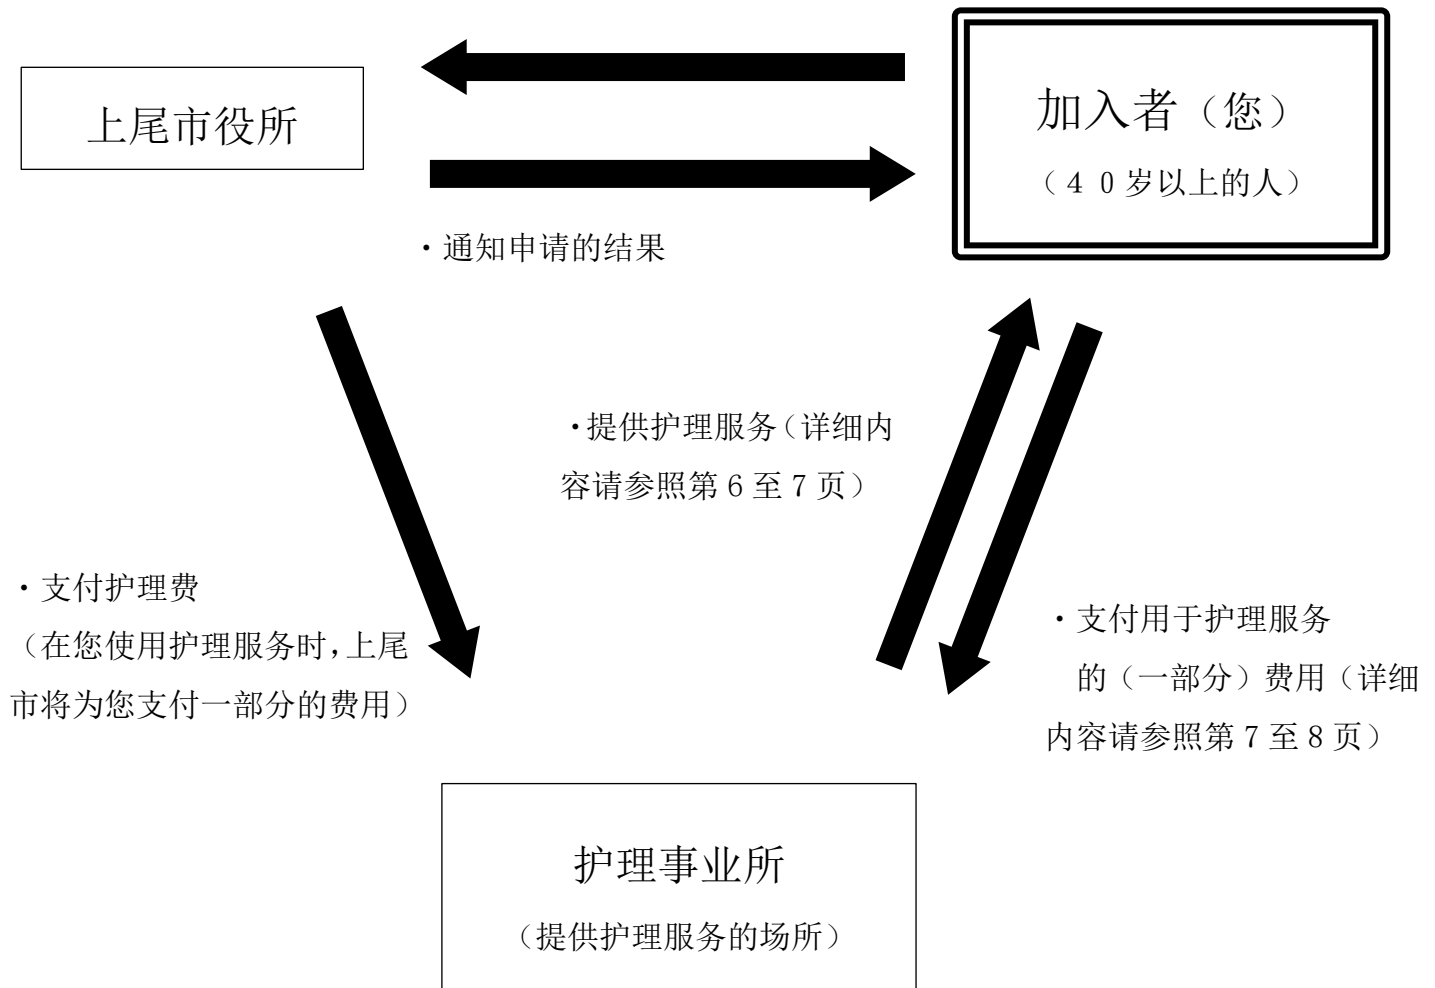 上尾市役所
加入者（您）
（４０岁以上的人）
・通知申请的结果
・提供护理服务（详细内
容请参照第６至７页）
・支付护理费
（在您使用护理服务时，上尾
市将为您支付一部分的费用）
・支付用于护理服务
的（一部分）费用（详细
内容请参照第７至８页）
护理事业所
（提供护理服务的场所）